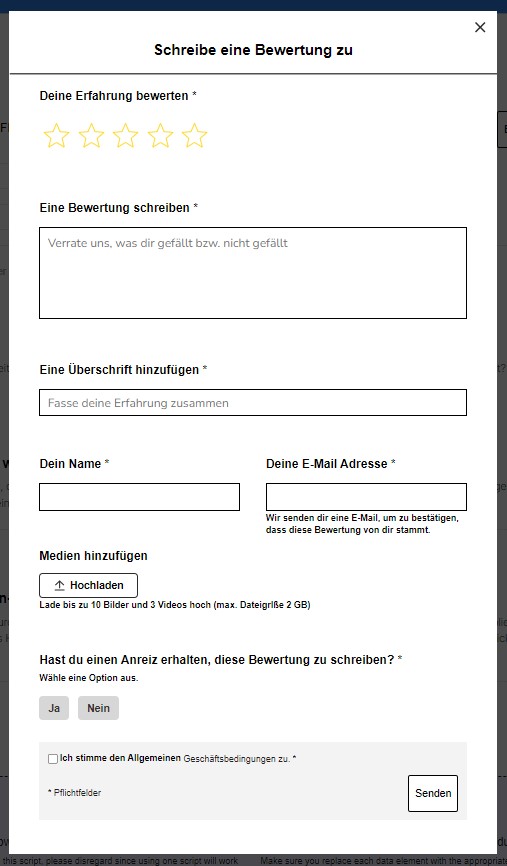 Schreibe eine Bewertung zu
Deine Erfahrung bewerten *
Eine Bewertung schreiben *
Verrate uns, was dir gefällt bzw. nicht gefällt
Eine Überschrift hinzufügen *
Fasse deine Erfahrung zusammen
Dein Name *
Deine E-Mail Adresse *
Wir senden dir eine E-Mail, um zu bestätigen,
dass diese Bewertung von dir stammt.
Medien hinzufügen
Hochladen
Lade bis zu 10 Bilder und 3 Videos hoch (max. Dateigrlße 2 GB)
Hast du einen Anreiz erhalten, diese Bewertung zu schreiben? *
Wähle eine Option aus.
Ja Nein
Ich stimme den Allgemeinen Geschäftsbedingungen zu. *
* Pflichtfelder
Senden
this script, please disregard since using one script will work
Make sure you replace each data element with the appropriate